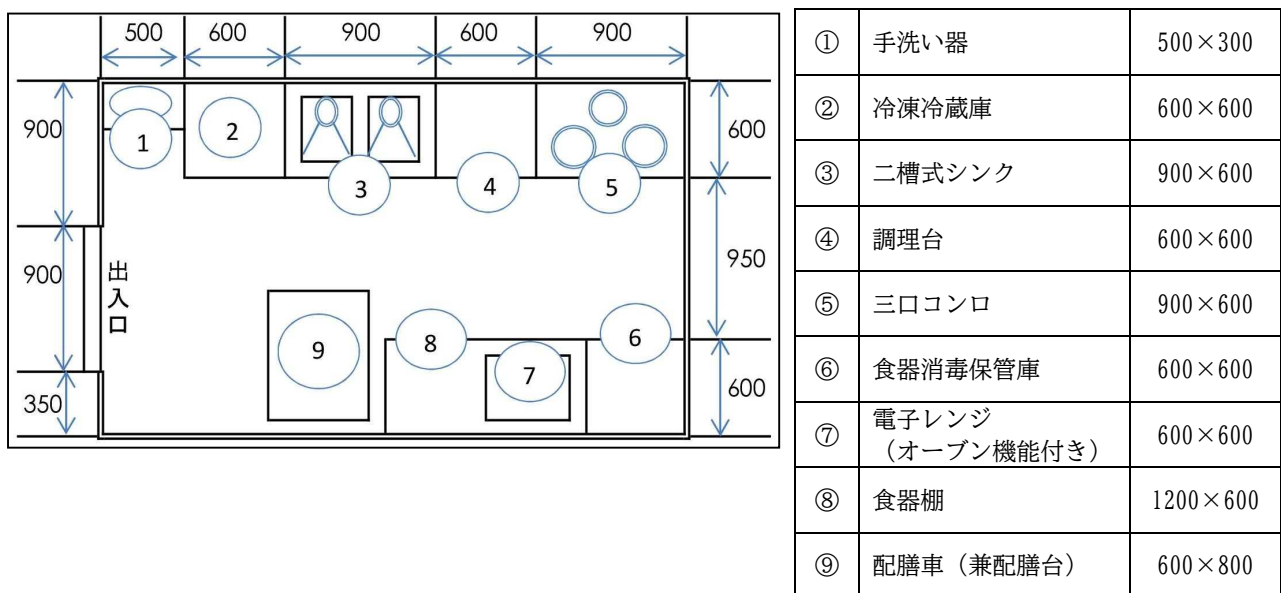 500 600 900 600 900
900
900
350
600
950
600
出入口
1
2
3
4
5
6
7
8
9
① 手洗い器 500×300
② 冷凍冷蔵庫 600×600
③ 二槽式シンク 900×600
④ 調理台 600×600
⑤ 三口コンロ 900×600
⑥ 食器消毒保管庫 600×600
⑦ 電子レンジ
（オーブン機能付き） 600×600
⑧ 食器棚 1200×600
⑨ 配膳車（兼配膳台） 600×800